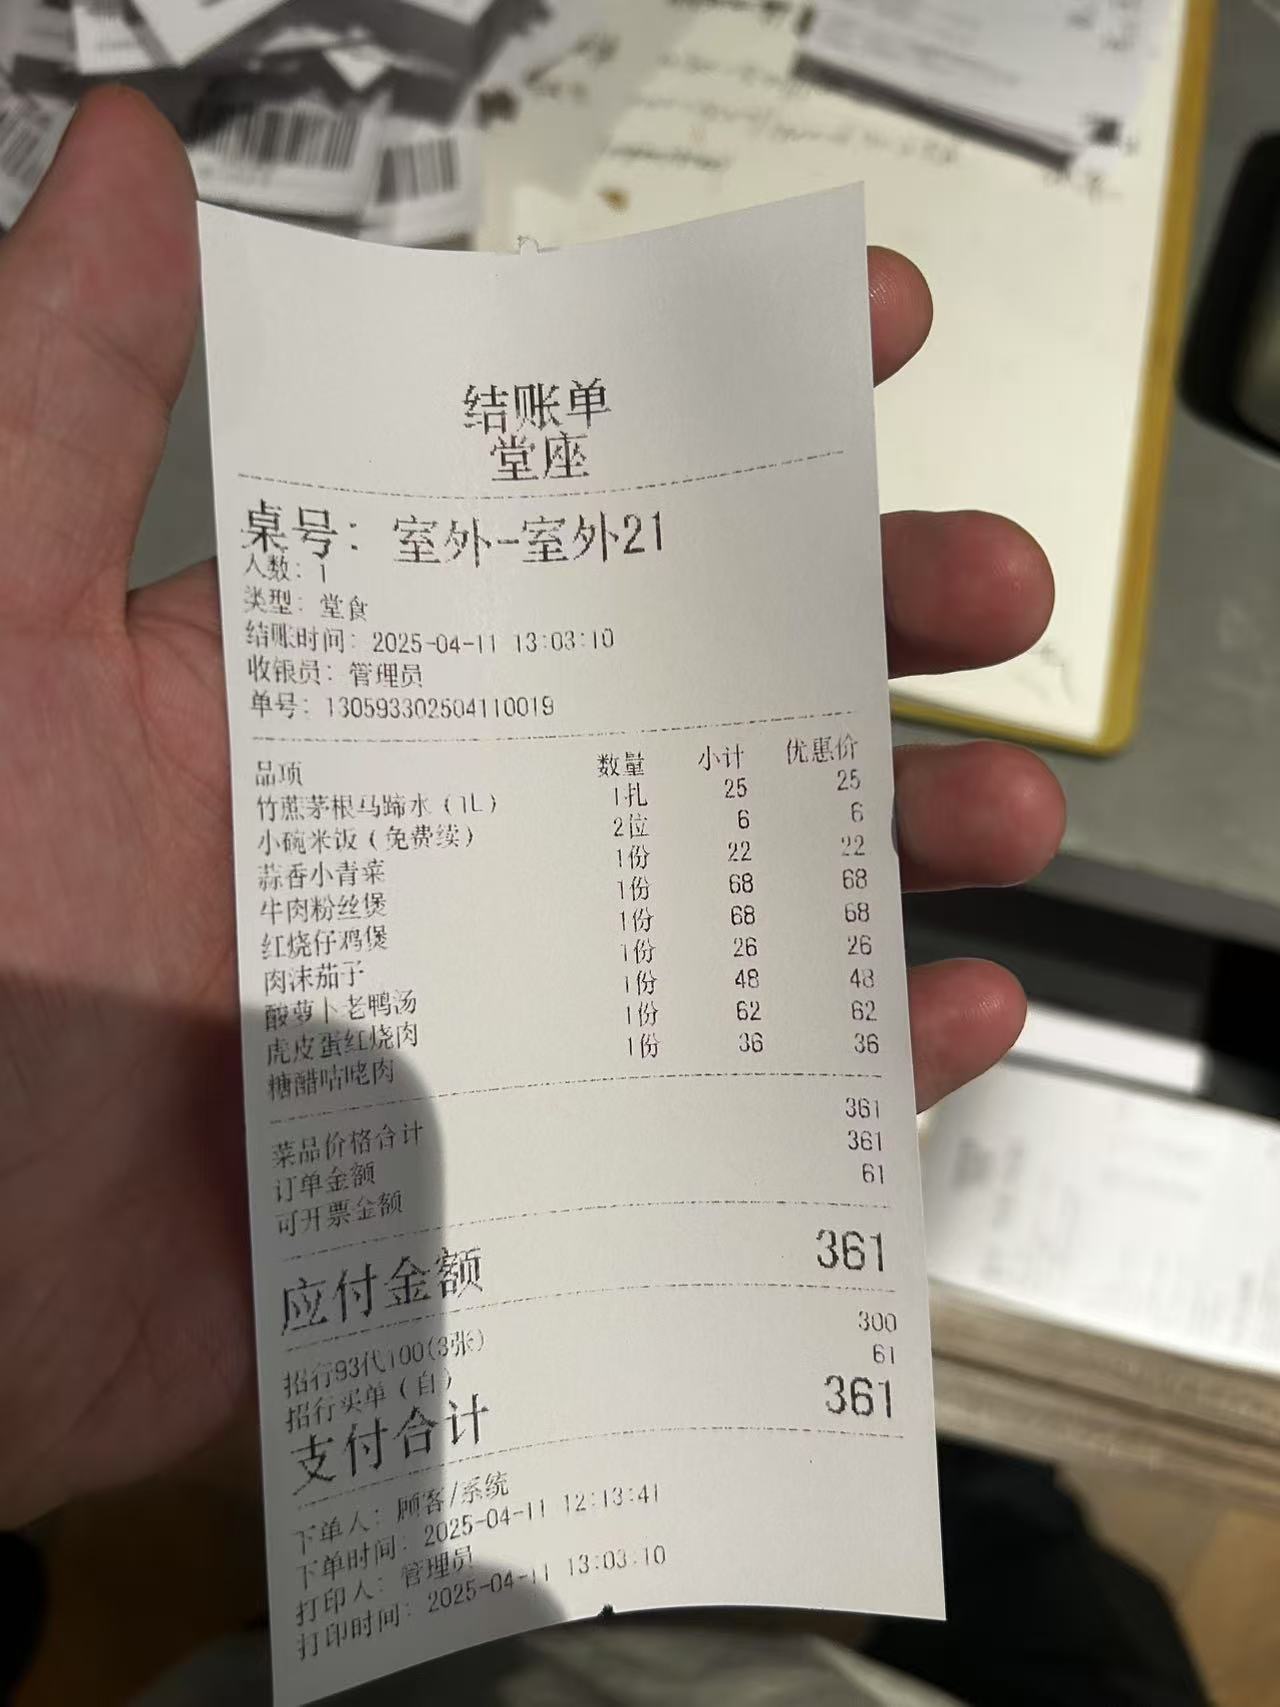 结账单
堂座
桌号: 室外-室外21
人数: 1
类型: 堂食
结账时间: 2025-04-11 13:03:10
收银员: 管理员
单号: 130593302504110019
品项 数量 小计 优惠价
竹蔗茅根马蹄水（1L） 1扎 25 25
小碗米饭（免费续） 2位 6 6
蒜香小青菜 1份 22 22
牛肉粉丝煲 1份 68 68
红烧仔鸡煲 1份 68 68
肉沫茄子 1份 26 26
酸萝卜老鸭汤 1份 48 48
虎皮蛋红烧肉 1份 62 62
糖醋咕咾肉 1份 36 36
菜品价格合计 361
订单金额 361
可开票金额 61
应付金额 361
招行93代100(3张) 300
招行买单（自） 61
支付合计 361
下单人: 顾客/系统
下单时间: 2025-04-11 12:13:41
打印人: 管理员
打印时间: 2025-04-11 13:03:10